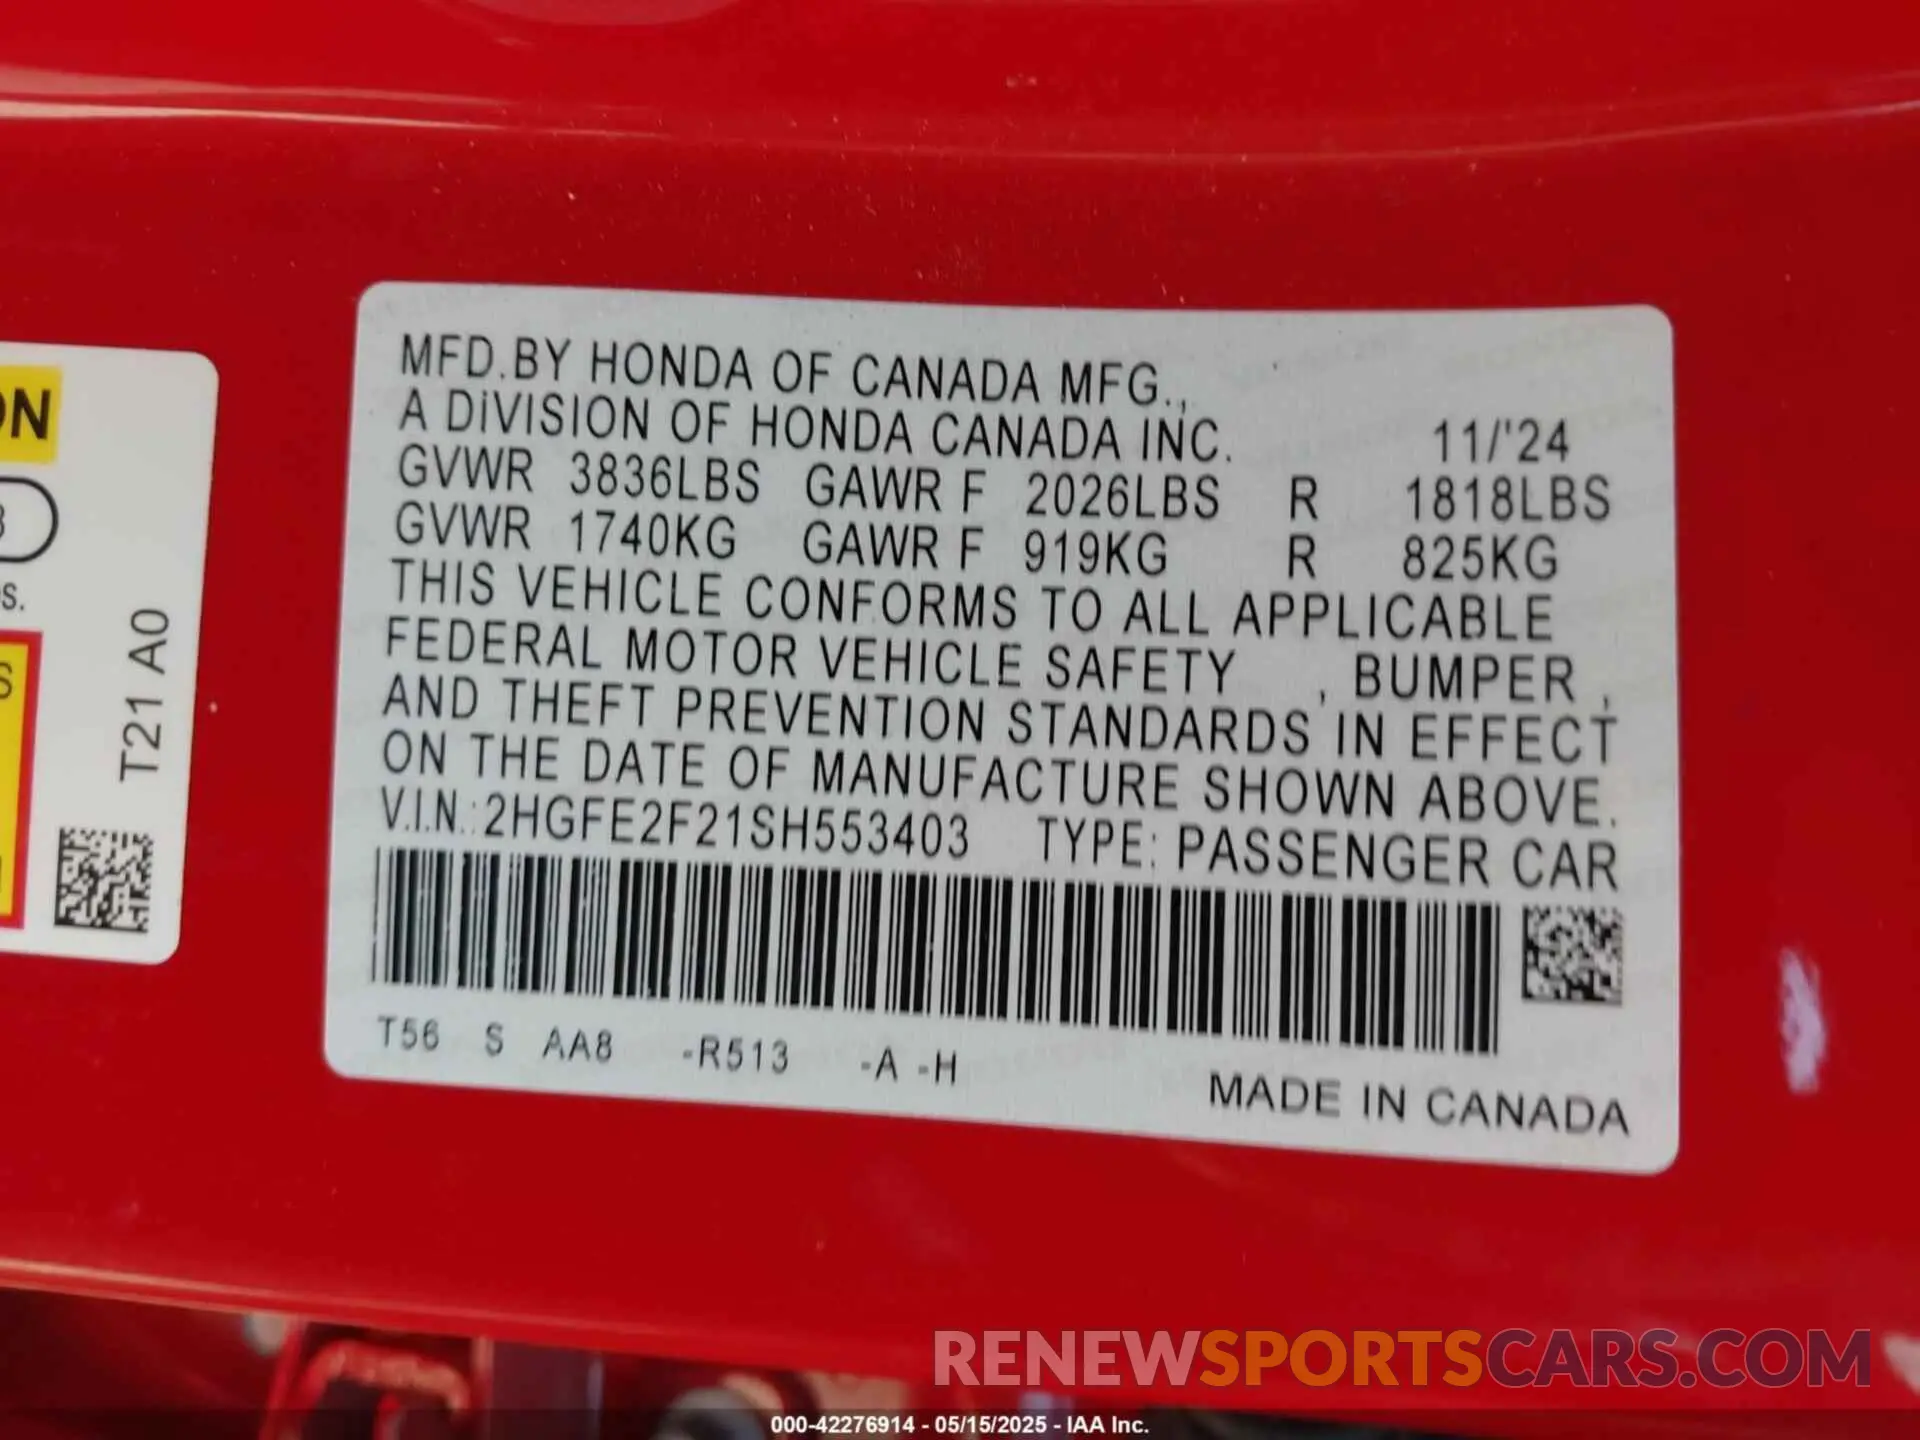 MFD.BY HONDA OF CANADA MFG.,
A DIVISION OF HONDA CANADA INC. 11/'24
GVWR 3836LBS GAWR F 2026LBS R 1818LBS
GVWR 1740KG GAWR F 919KG R 825KG
THIS VEHICLE CONFORMS TO ALL APPLICABLE
FEDERAL MOTOR VEHICLE SAFETY , BUMPER ,
AND THEFT PREVENTION STANDARDS IN EFFECT
ON THE DATE OF MANUFACTURE SHOWN ABOVE.
V.I.N.:2HGFE2F21SH553403 TYPE: PASSENGER CAR
T56 S AA8 -R513 -A -H
MADE IN CANADA
T21 A0
RENEWSPORTSCARS.COM
000-42276914 - 05/15/2025 - IAA Inc.